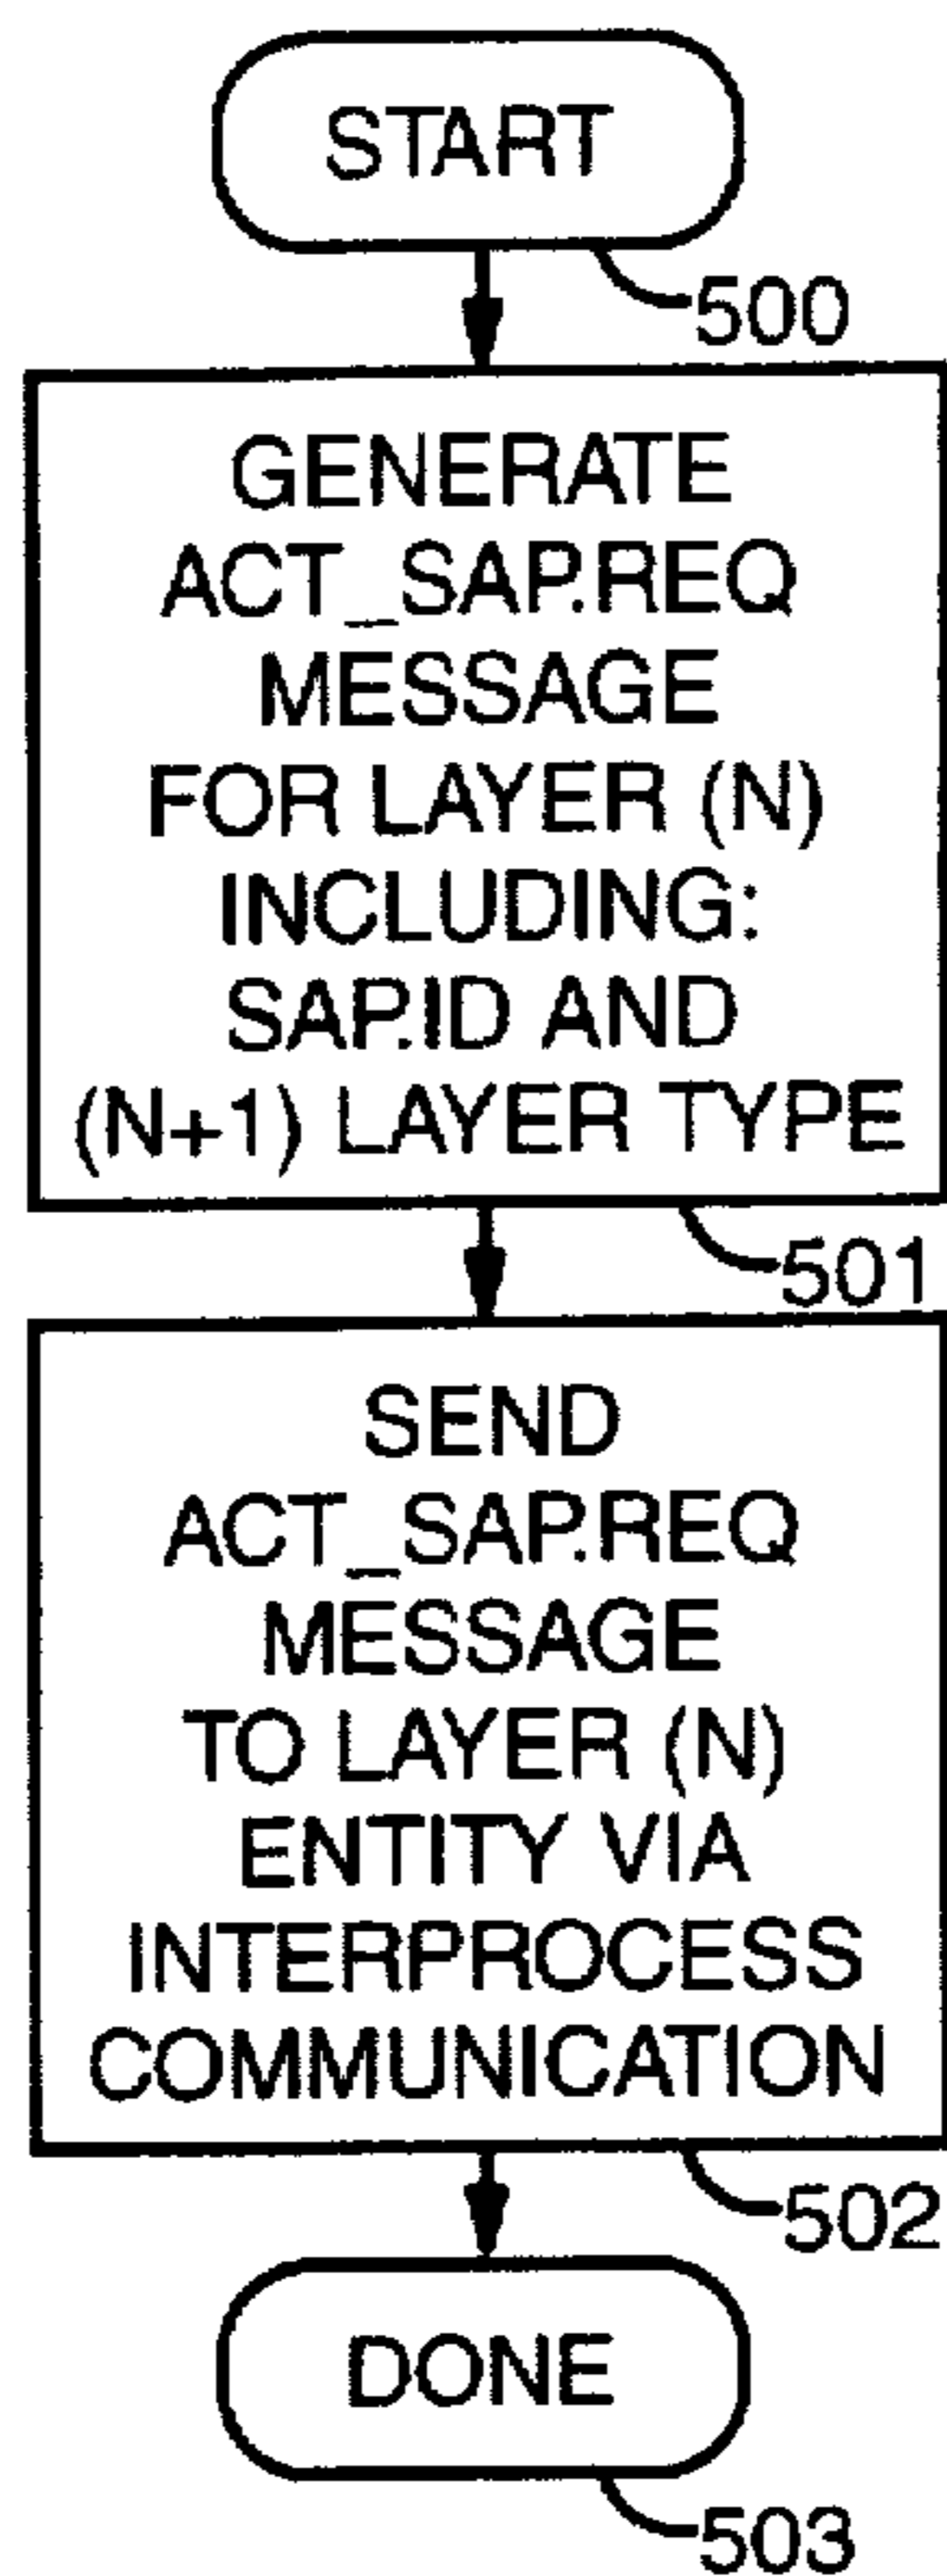 START
500
GENERATE
ACT_SAP.REQ
MESSAGE
FOR LAYER (N)
INCLUDING:
SAP.ID AND
(N+1) LAYER TYPE
501
SEND
ACT_SAP.REQ
MESSAGE
TO LAYER (N)
ENTITY VIA
INTERPROCESS
COMMUNICATION
502
DONE
503